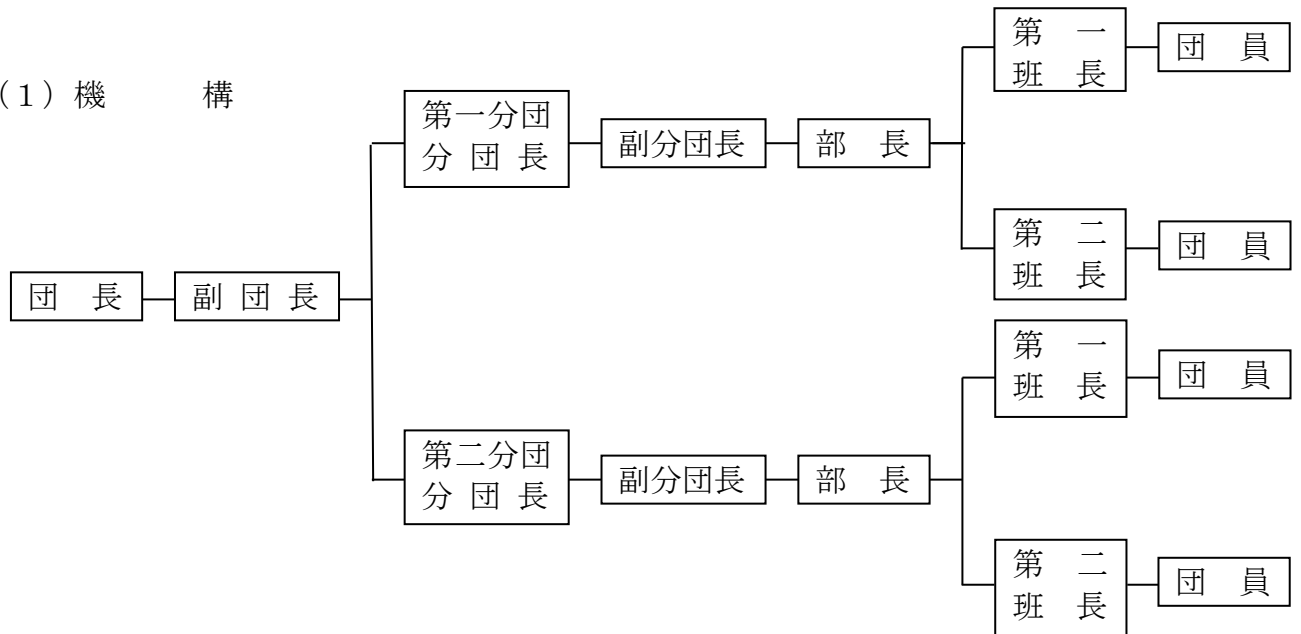 (１)機　構
団　長
副 団 長
第一分団
分 団 長
副分団長
部　長
第　一
班　長
団　員
第　二
班　長
団　員
第二分団
分 団 長
副分団長
部　長
第　一
班　長
団　員
第　二
班　長
団　員